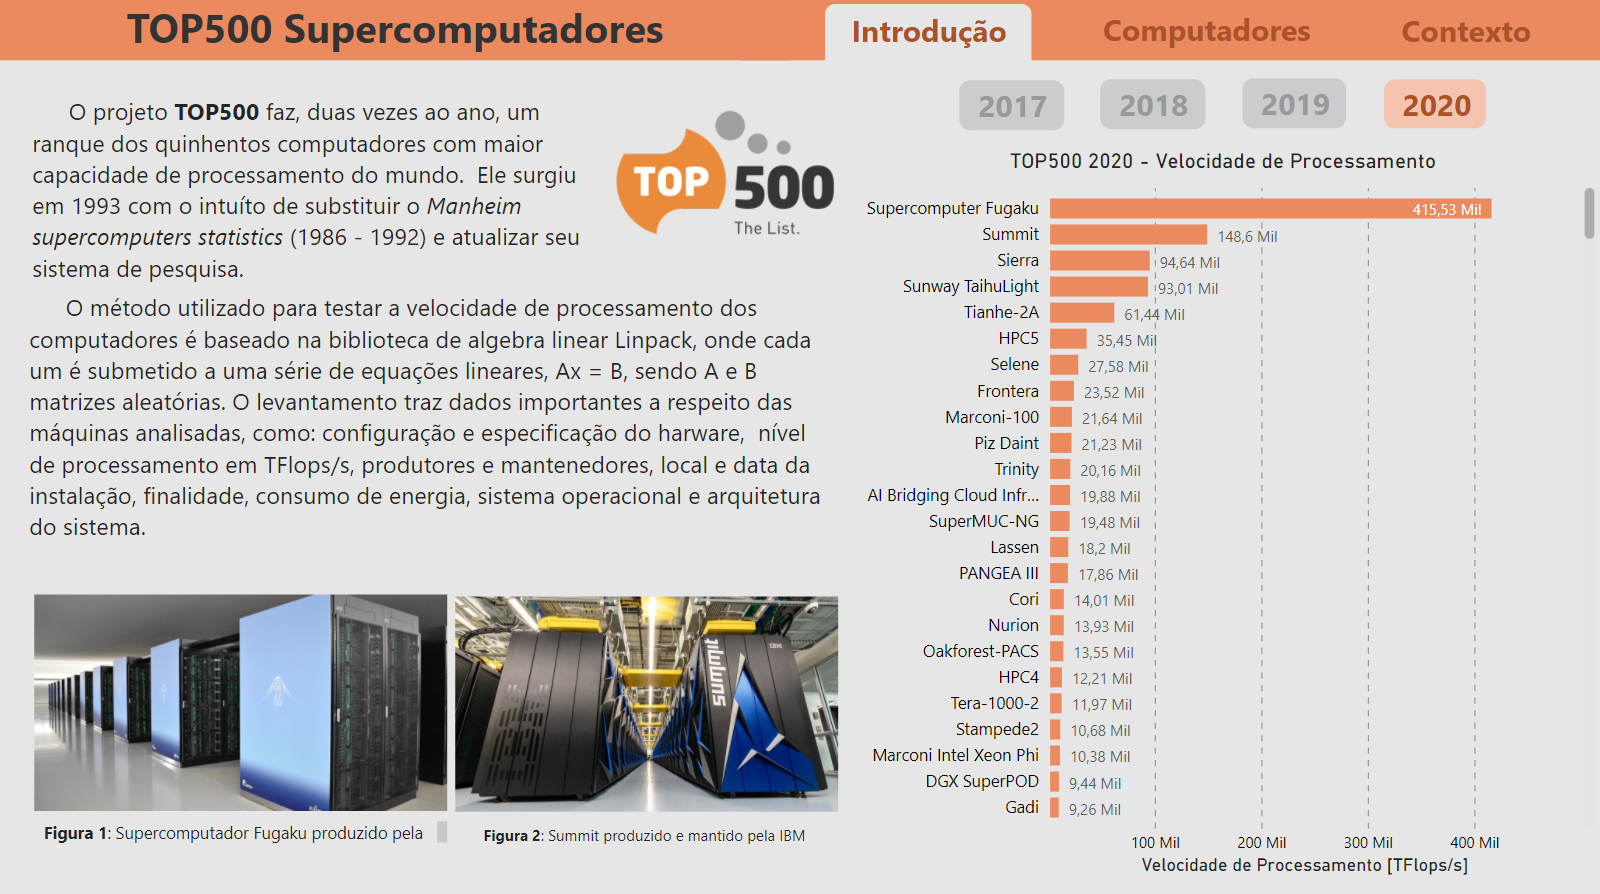 TOP500 Supercomputadores
Introdução
Computadores
Contexto
O projeto TOP500 faz, duas vezes ao ano, um
ranque dos quinhentos computadores com maior
capacidade de processamento do mundo. Ele surgiu
em 1993 com o intuíto de substituir o Manheim
supercomputers statistics (1986 - 1992) e atualizar seu
sistema de pesquisa.
TOP 500
The List.
O método utilizado para testar a velocidade de processamento dos
computadores é baseado na biblioteca de algebra linear Linpack, onde cada
um é submetido a uma série de equações lineares, Ax = B, sendo A e B
matrizes aleatórias. O levantamento traz dados importantes a respeito das
máquinas analisadas, como: configuração e especificação do harware, nível
de processamento em TFlops/s, produtores e mantenedores, local e data da
instalação, finalidade, consumo de energia, sistema operacional e arquitetura
do sistema.
SUMMIT
IBM
Figura 1: Supercomputador Fugaku produzido pela
Figura 2: Summit produzido e mantido pela IBM
2017
2018
2019
2020
TOP500 2020 - Velocidade de Processamento
Supercomputer Fugaku 415,53 Mil
Summit 148,6 Mil
Sierra 94,64 Mil
Sunway TaihuLight 93,01 Mil
Tianhe-2A 61,44 Mil
HPC5 35,45 Mil
Selene 27,58 Mil
Frontera 23,52 Mil
Marconi-100 21,64 Mil
Piz Daint 21,23 Mil
Trinity 20,16 Mil
AI Bridging Cloud Infr... 19,88 Mil
SuperMUC-NG 19,48 Mil
Lassen 18,2 Mil
PANGEA III 17,86 Mil
Cori 14,01 Mil
Nurion 13,93 Mil
Oakforest-PACS 13,55 Mil
HPC4 12,21 Mil
Tera-1000-2 11,97 Mil
Stampede2 10,68 Mil
Marconi Intel Xeon Phi 10,38 Mil
DGX SuperPOD 9,44 Mil
Gadi 9,26 Mil
100 Mil 200 Mil 300 Mil 400 Mil
Velocidade de Processamento [TFlops/s]